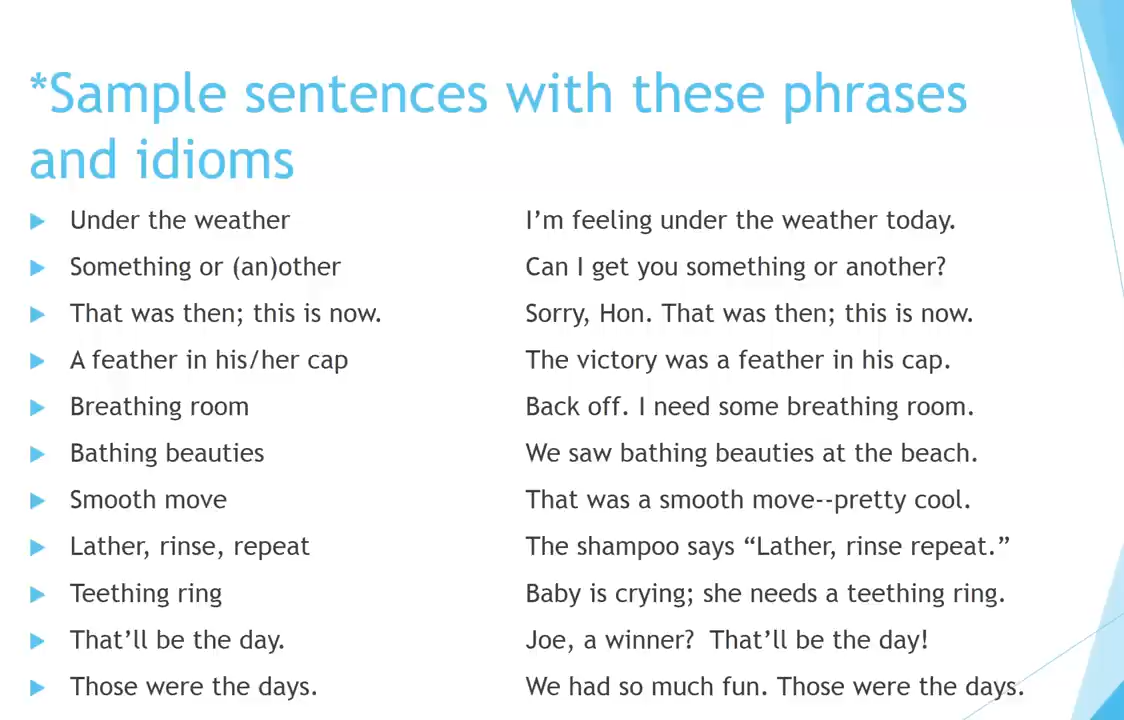 *Sample sentences with these phrases
and idioms
Under the weather I’m feeling under the weather today.
Something or (an)other Can I get you something or another?
That was then; this is now. Sorry, Hon. That was then; this is now.
A feather in his/her cap The victory was a feather in his cap.
Breathing room Back off. I need some breathing room.
Bathing beauties We saw bathing beauties at the beach.
Smooth move That was a smooth move--pretty cool.
Lather, rinse, repeat The shampoo says “Lather, rinse repeat.”
Teething ring Baby is crying; she needs a teething ring.
That’ll be the day. Joe, a winner?  That’ll be the day!
Those were the days. We had so much fun. Those were the days.